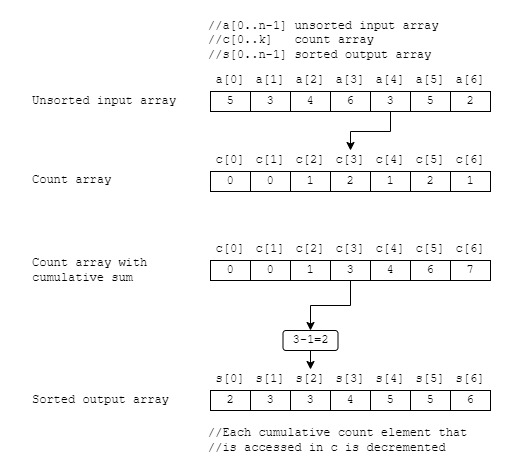 //a[0..n-1] unsorted input array
//c[0..k] count array
//s[0..n-1] sorted output array
a[0] a[1] a[2] a[3] a[4] a[5] a[6]
Unsorted input array 5 3 4 6 3 5 2
c[0] c[1] c[2] c[3] c[4] c[5] c[6]
Count array 0 0 1 2 1 2 1
c[0] c[1] c[2] c[3] c[4] c[5] c[6]
Count array with
cumulative sum 0 0 1 3 4 6 7
3-1=2
s[0] s[1] s[2] s[3] s[4] s[5] s[6]
Sorted output array 2 3 3 4 5 5 6
//Each cumulative count element that
//is accessed in c is decremented